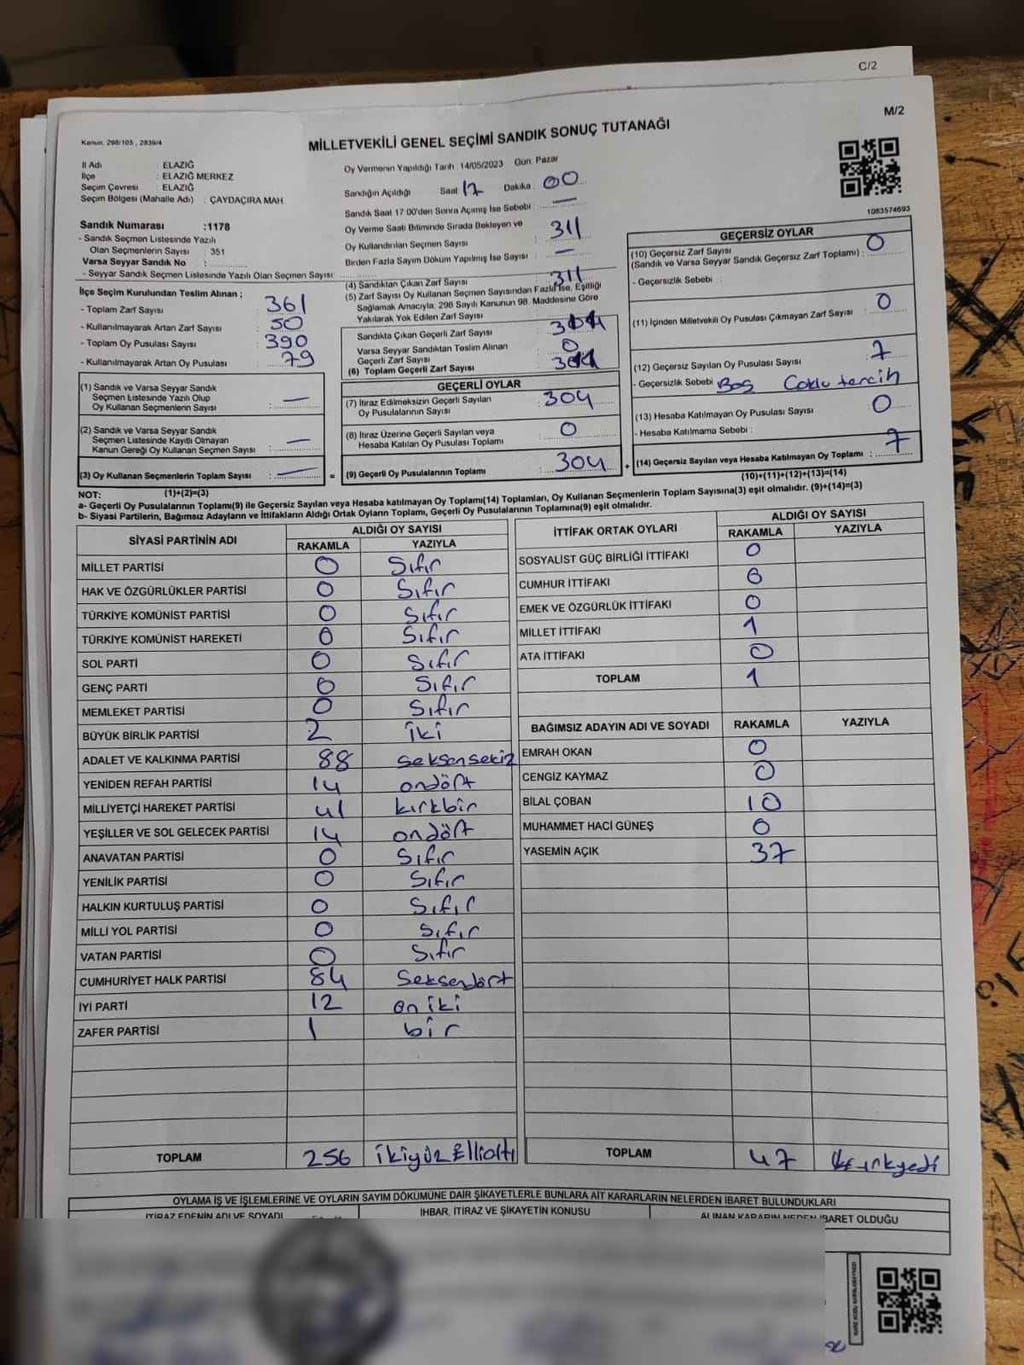 C/2
M/2
Kanun. 298/105 , 2839/4
MİLLETVEKİLİ GENEL SEÇİMİ SANDIK SONUÇ TUTANAĞI
İl Adı : ELAZIĞ
İlçe : ELAZIĞ MERKEZ
Seçim Çevresi : ELAZIĞ
Seçim Bölgesi (Mahalle Adı) : ÇAYDAÇIRA MAH
Sandık Numarası :1178
- Sandık Seçmen Listesinde Yazılı
Olan Seçmenlerin Sayısı : 351
Varsa Seyyar Sandık No :
- Seyyar Sandık Seçmen Listesinde Yazılı Olan Seçmen Sayısı:
Oy Vermenin Yapıldığı Tarih :14/05/2023 Gün: Pazar
Sandığın Açıldığı Saat 17 Dakika : 00
Sandık Saat 17:00'den Sonra Açılmış İse Sebebi : —
Oy Verme Saati Bitiminde Sırada Bekleyen ve
Oy Kullandırılan Seçmen Sayısı : 311
Birden Fazla Sayım Döküm Yapılmış İse Sayısı : —
1083574693
İlçe Seçim Kurulundan Teslim Alınan ;
- Toplam Zarf Sayısı : 361
- Kullanılmayarak Artan Zarf Sayısı : 50
- Toplam Oy Pusulası Sayısı : 390
- Kullanılmayarak Artan Oy Pusulası : 79
(4) Sandıktan Çıkan Zarf Sayısı : 311
(5) Zarf Sayısı Oy Kullanan Seçmen Sayısından Fazla İse, Eşitliği
Sağlamak Amacıyla, 298 Sayılı Kanunun 98. Maddesine Göre
Yakılarak Yok Edilen Zarf Sayısı :
Sandıkta Çıkan Geçerli Zarf Sayısı :
Varsa Seyyar Sandıktan Teslim Alınan
Geçerli Zarf Sayısı : 0
(6) Toplam Geçerli Zarf Sayısı :
GEÇERSİZ OYLAR
(10) Geçersiz Zarf Sayısı
(Sandık ve Varsa Seyyar Sandık Geçersiz Zarf Toplamı) : 0
- Geçersizlik Sebebi :
(11) İçinden Milletvekili Oy Pusulası Çıkmayan Zarf Sayısı : 0
(12) Geçersiz Sayılan Oy Pusulası Sayısı : 7
- Geçersizlik Sebebi : Boş Çoklu tercih
(13) Hesaba Katılmayan Oy Pusulası Sayısı : 0
- Hesaba Katılmama Sebebi :
(14) Geçersiz Sayılan veya Hesaba Katılmayan Oy Toplamı : 7
(10)+(11)+(12)+(13)=(14)
(1) Sandık ve Varsa Seyyar Sandık
Seçmen Listesinde Yazılı Olup
Oy Kullanan Seçmenlerin Sayısı : —
(2) Sandık ve Varsa Seyyar Sandık
Seçmen Listesinde Kayıtlı Olmayan
Kanun Gereği Oy Kullanan Seçmen Sayısı : —
(3) Oy Kullanan Seçmenlerin Toplam Sayısı : —
(1)+(2)=(3)
GEÇERLİ OYLAR
(7) İtiraz Edilmeksizin Geçerli Sayılan
Oy Pusulalarının Sayısı : 304
(8) İtiraz Üzerine Geçerli Sayılan veya
Hesaba Katılan Oy Pusulası Toplamı : 0
= (9) Geçerli Oy Pusulalarının Toplamı : 304 +
NOT:
a- Geçerli Oy Pusulalarının Toplamı(9) ile Geçersiz Sayılan veya Hesaba katılmayan Oy Toplamı(14) Toplamları, Oy Kullanan Seçmenlerin Toplam Sayısına(3) eşit olmalıdır. (9)+(14)=(3)
b- Siyasi Partilerin, Bağımsız Adayların ve İttifakların Aldığı Ortak Oyların Toplamı, Geçerli Oy Pusulalarının Toplamına(9) eşit olmalıdır.
SİYASİ PARTİNİN ADI ALDIĞI OY SAYISI
RAKAMLA YAZIYLA
MİLLET PARTİSİ 0 Sıfır
HAK VE ÖZGÜRLÜKLER PARTİSİ 0 Sıfır
TÜRKİYE KOMÜNİST PARTİSİ 0 Sıfır
TÜRKİYE KOMÜNİST HAREKETİ 0 Sıfır
SOL PARTİ 0 Sıfır
GENÇ PARTİ 0 Sıfır
MEMLEKET PARTİSİ 0 Sıfır
BÜYÜK BİRLİK PARTİSİ 2 iki
ADALET VE KALKINMA PARTİSİ 88 seksensekiz
YENİDEN REFAH PARTİSİ 14 ondört
MİLLİYETÇİ HAREKET PARTİSİ 41 kırkbir
YEŞİLLER VE SOL GELECEK PARTİSİ 14 ondört
ANAVATAN PARTİSİ 0 Sıfır
YENİLİK PARTİSİ 0 Sıfır
HALKIN KURTULUŞ PARTİSİ 0 Sıfır
MİLLİ YOL PARTİSİ 0 Sıfır
VATAN PARTİSİ 0 Sıfır
CUMHURİYET HALK PARTİSİ 84 Seksendört
İYİ PARTİ 12 on iki
ZAFER PARTİSİ 1 bir
TOPLAM 256 ikiyüz Ellialtı
İTTİFAK ORTAK OYLARI ALDIĞI OY SAYISI
RAKAMLA YAZIYLA
SOSYALİST GÜÇ BİRLİĞİ İTTİFAKI 0
CUMHUR İTTİFAKI 0
EMEK VE ÖZGÜRLÜK İTTİFAKI 0
MİLLET İTTİFAKI 1
ATA İTTİFAKI 0
TOPLAM 1
BAĞIMSIZ ADAYIN ADI VE SOYADI RAKAMLA YAZIYLA
EMRAH OKAN 0
CENGİZ KAYMAZ 0
BİLAL ÇOBAN 10
MUHAMMET HACİ GÜNEŞ 0
YASEMİN AÇIK 37
TOPLAM 47
OYLAMA İŞ VE İŞLEMLERİNE VE OYLARIN SAYIM DÖKÜMÜNE DAİR ŞİKAYETLERLE BUNLARA AİT KARARLARIN NELERDEN İBARET BULUNDUKLARI
İTİRAZ EDENİN ADI VE SOYADI İHBAR, İTİRAZ VE ŞİKAYETİN KONUSU ALINAN KARARIN NEDEN İBARET OLDUĞU